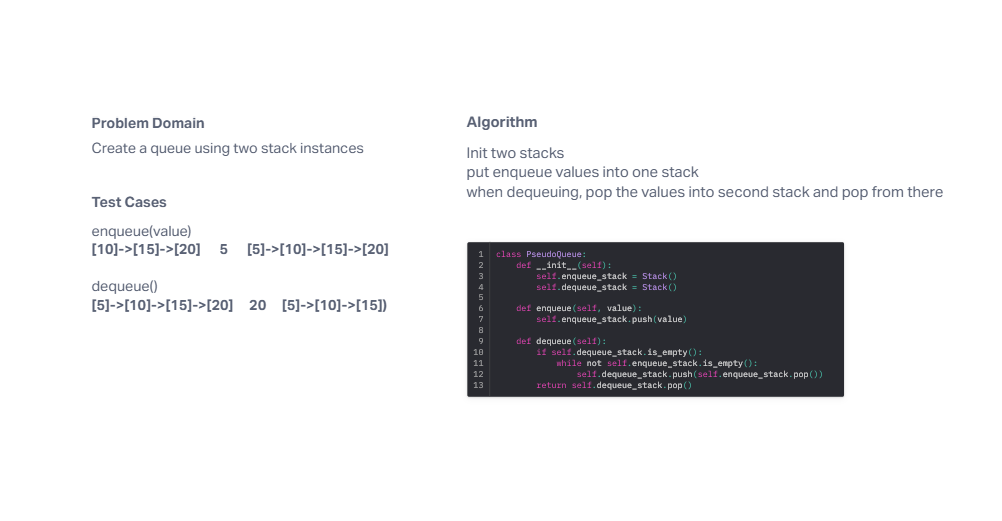 Problem Domain
Create a queue using two stack instances
Test Cases
enqueue(value)
[10]->[15]->[20] 5 [5]->[10]->[15]->[20]
dequeue()
[5]->[10]->[15]->[20] 20 [5]->[10]->[15])
Algorithm
Init two stacks
put enqueue values into one stack
when dequeuing, pop the values into second stack and pop from there
1 class PseudoQueue:
2     def __init__(self):
3         self.enqueue_stack = Stack()
4         self.dequeue_stack = Stack()
5
6     def enqueue(self, value):
7         self.enqueue_stack.push(value)
8
9     def dequeue(self):
10         if self.dequeue_stack.is_empty():
11             while not self.enqueue_stack.is_empty():
12                 self.dequeue_stack.push(self.enqueue_stack.pop())
13         return self.dequeue_stack.pop()